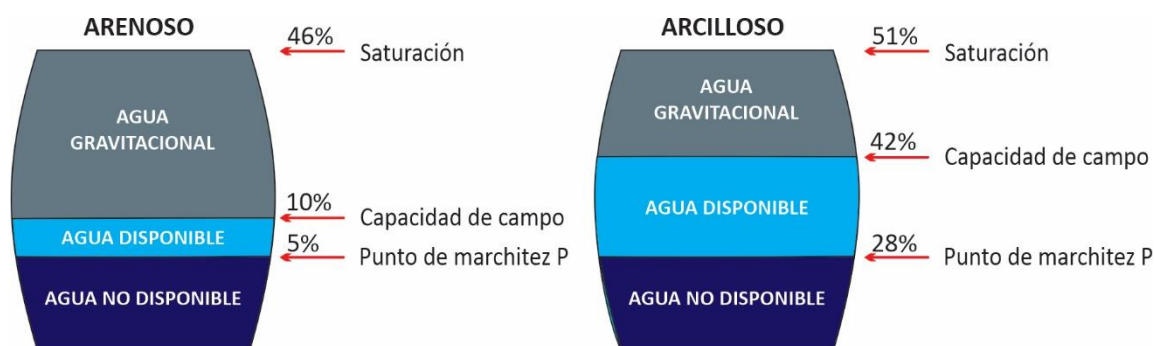 ARENOSO
46%
Saturación
AGUA
GRAVITACIONAL
10%
Capacidad de campo
AGUA DISPONIBLE
5%
Punto de marchitez P
AGUA NO DISPONIBLE
ARCILLOSO
51%
Saturación
AGUA
GRAVITACIONAL
42%
Capacidad de campo
AGUA DISPONIBLE
28%
Punto de marchitez P
AGUA NO DISPONIBLE